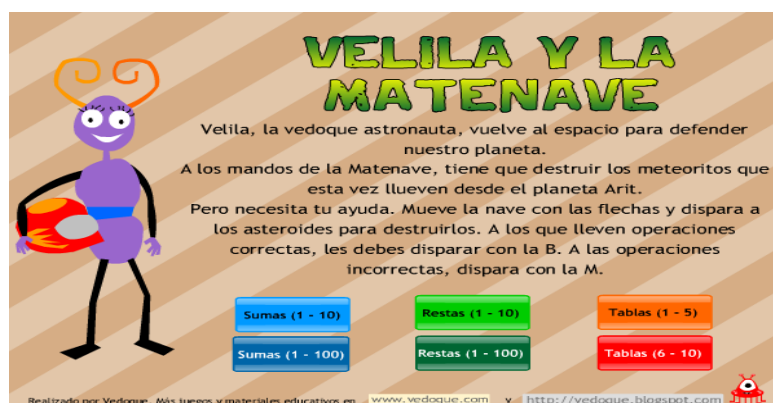 VELILA Y LA
MATENAVE
Velila, la vedoque astronauta, vuelve al espacio para defender
nuestro planeta.
A los mandos de la Matenave, tiene que destruir los meteoritos que
esta vez llueven desde el planeta Arit.
Pero necesita tu ayuda. Mueve la nave con las flechas y dispara a
los asteroides para destruirlos. A los que lleven operaciones
correctas, les debes disparar con la B. A las operaciones
incorrectas, dispara con la M.
Sumas (1 - 10) Restas (1 - 10) Tablas (1 - 5)
Sumas (1 - 100) Restas (1 - 100) Tablas (6 - 10)
Realizado por Vedoque. Más juegos y materiales educativos en www.vedoque.com y http://vedoque.blogspot.com